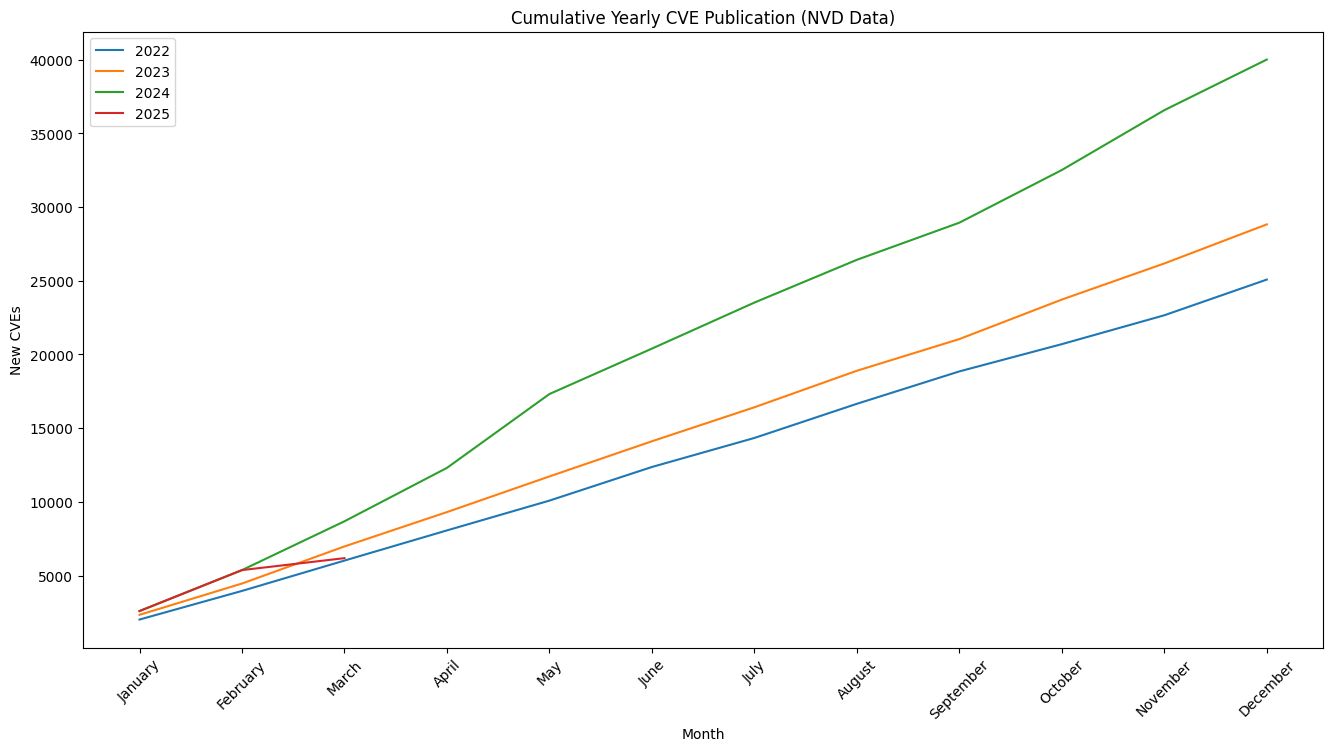 Cumulative Yearly CVE Publication (NVD Data)
2022
2023
2024
2025
40000
35000
30000
25000
20000
15000
10000
5000
New CVEs
January
February
March
April
May
June
July
August
September
October
November
December
Month